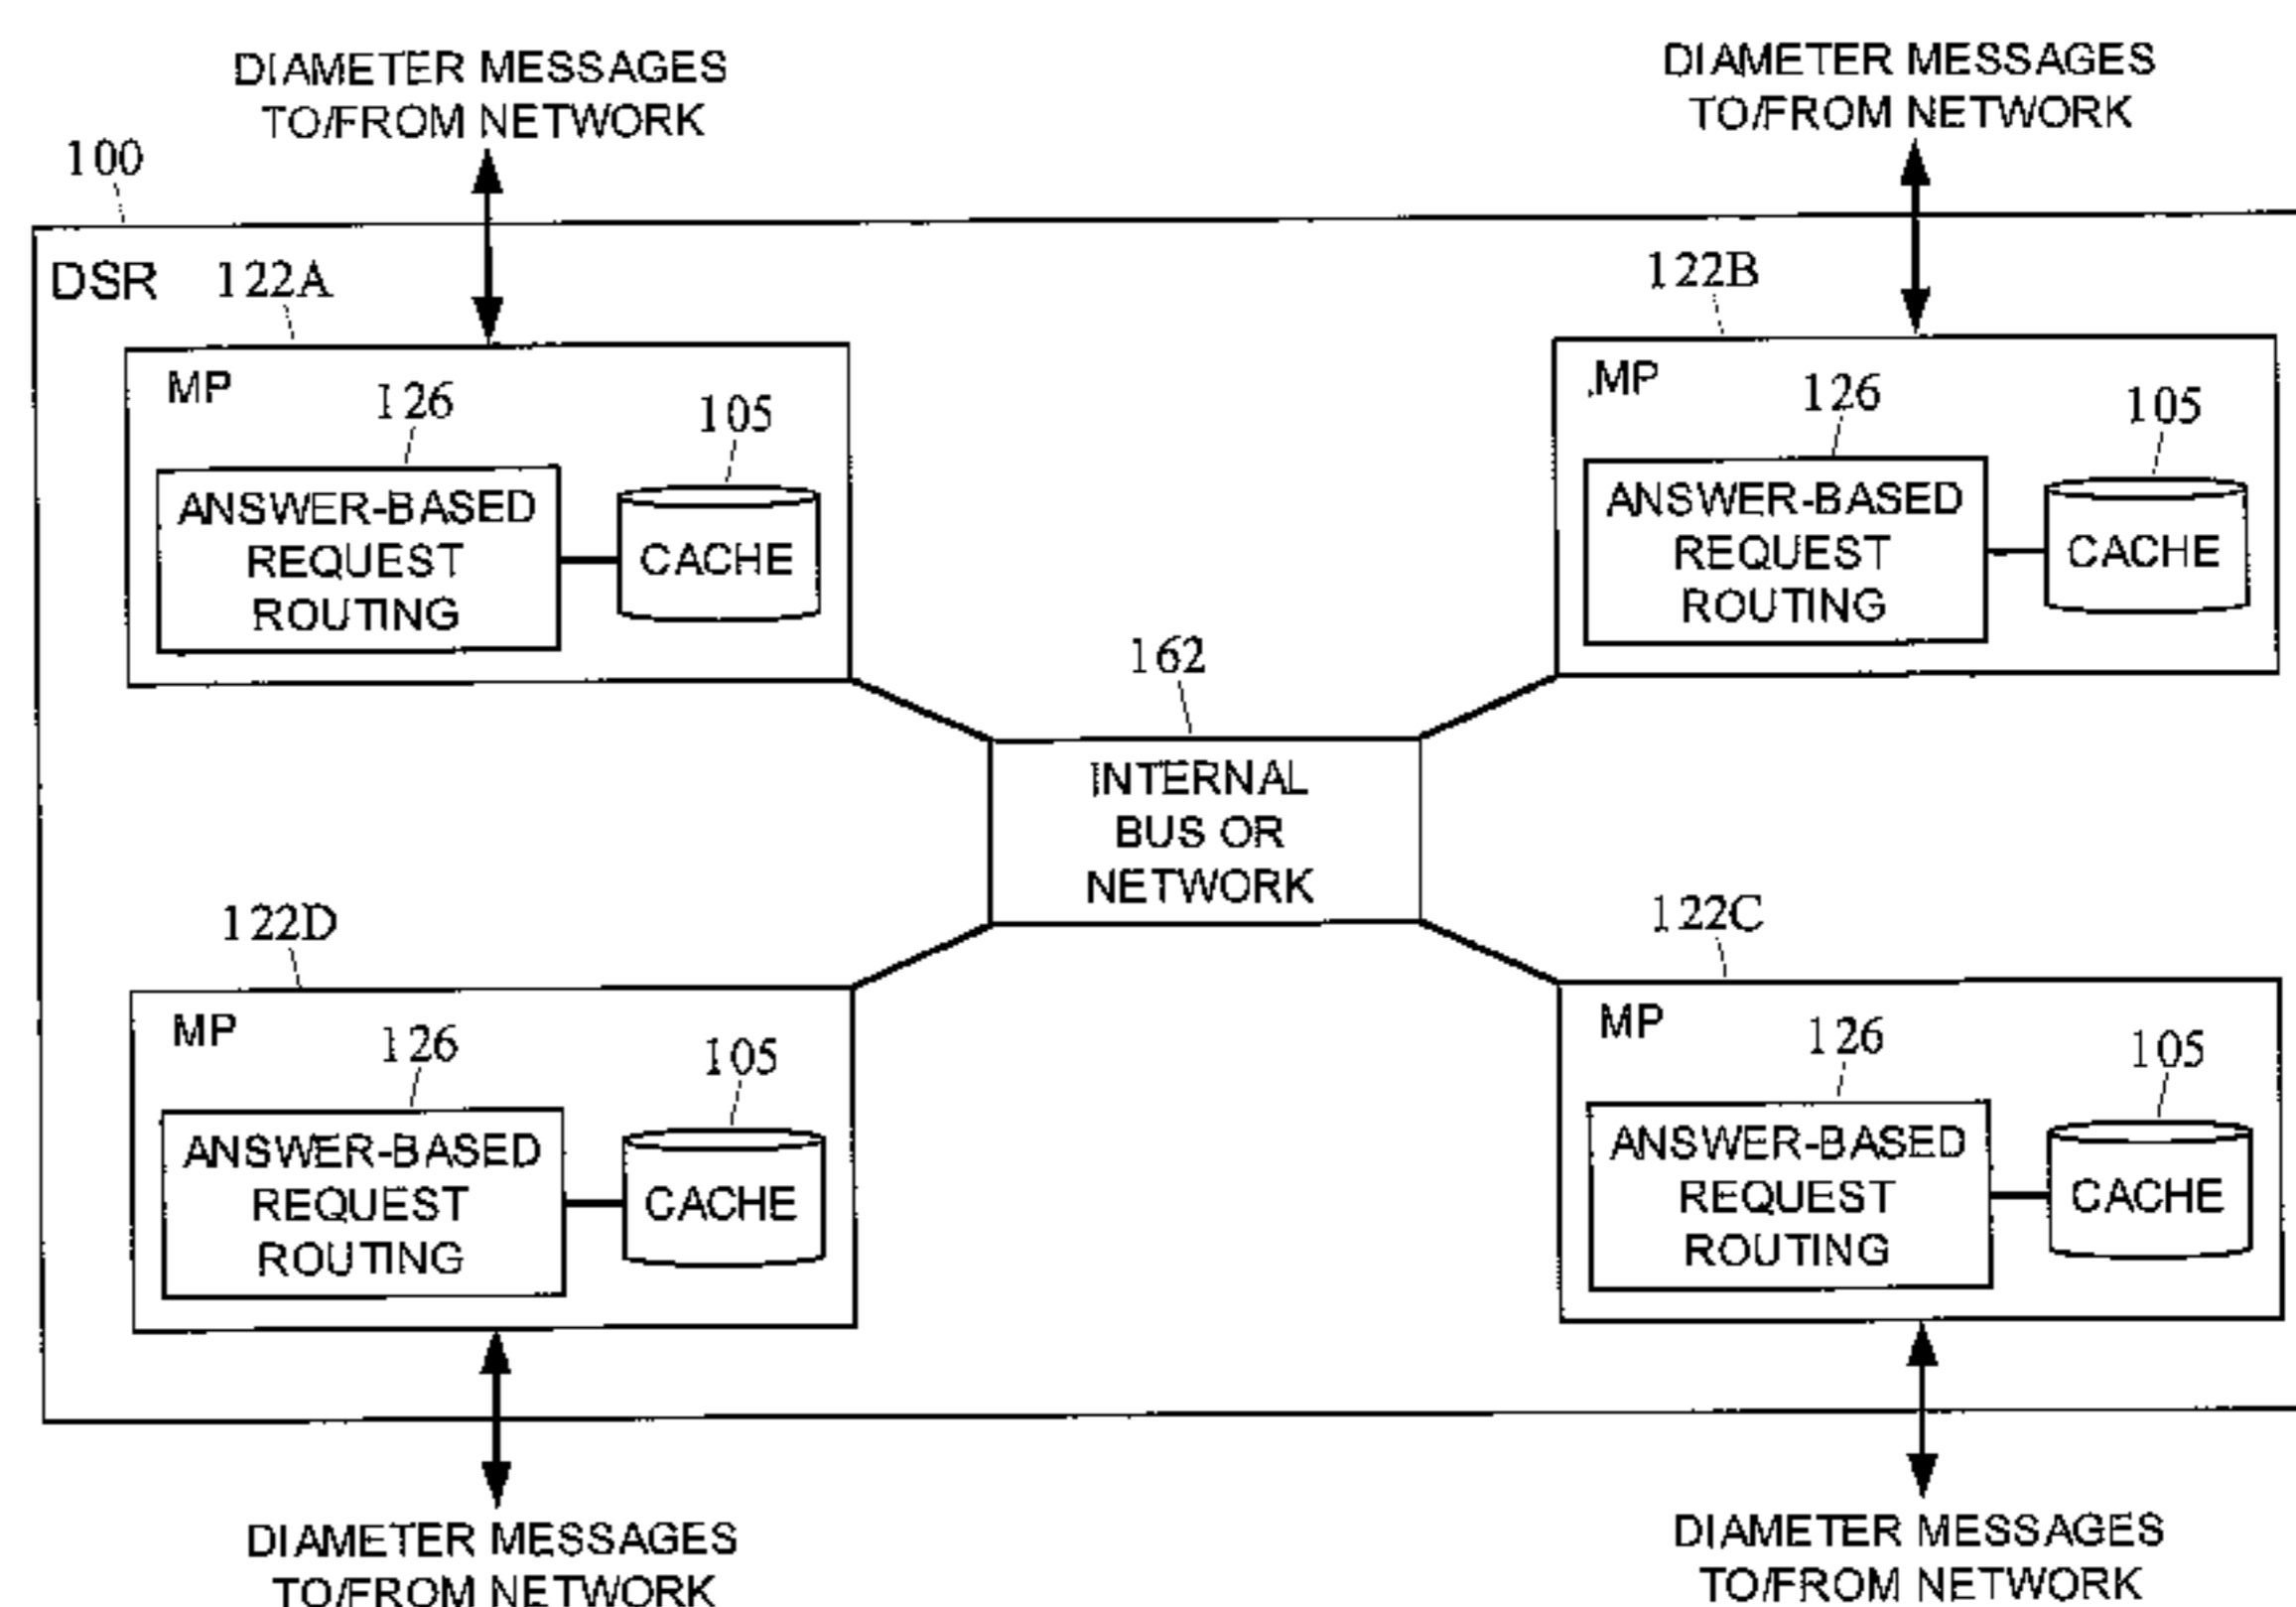 DIAMETER MESSAGES
TO/FROM NETWORK
DIAMETER MESSAGES
TO/FROM NETWORK
100
DSR
122A
122B
MP
126
105
ANSWER-BASED
REQUEST
ROUTING
CACHE
MP
126
105
ANSWER-BASED
REQUEST
ROUTING
CACHE
162
INTERNAL
BUS OR
NETWORK
122D
122C
MP
126
105
ANSWER-BASED
REQUEST
ROUTING
CACHE
MP
126
105
ANSWER-BASED
REQUEST
ROUTING
CACHE
DIAMETER MESSAGES
TO/FROM NETWORK
DIAMETER MESSAGES
TO/FROM NETWORK